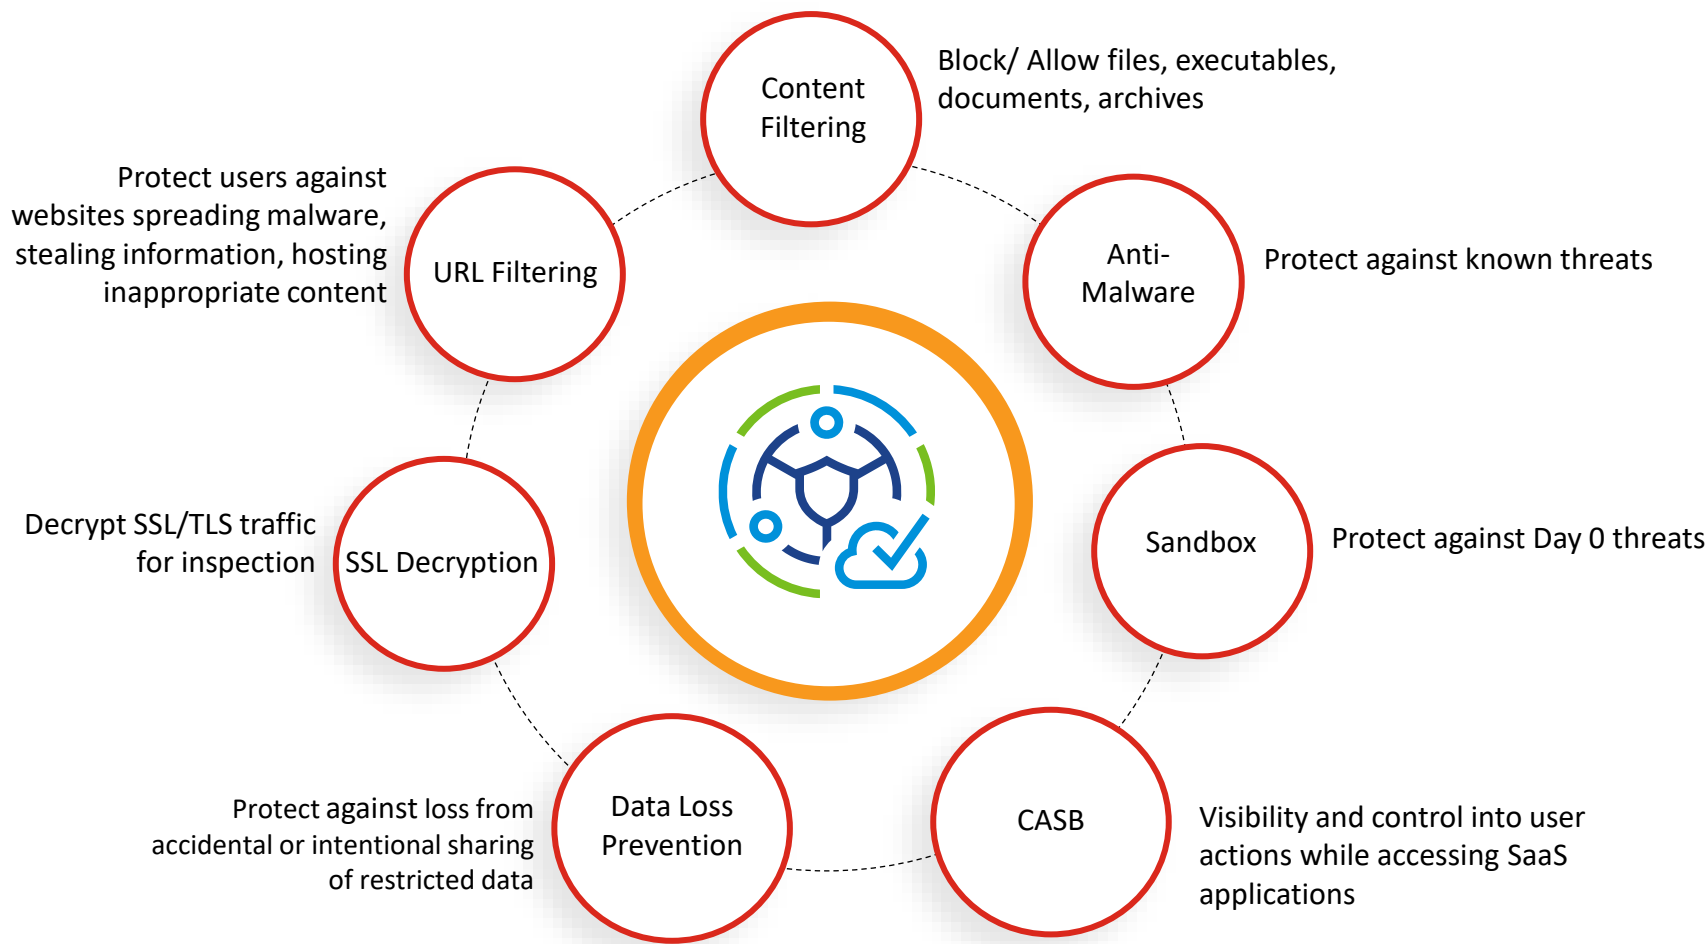 Content
Filtering
Block/ Allow files, executables,
documents, archives
Anti-
Malware
Protect against known threats
Sandbox
Protect against Day 0 threats
CASB
Visibility and control into user
actions while accessing SaaS
applications
Data Loss
Prevention
Protect against loss from
accidental or intentional sharing
of restricted data
SSL Decryption
Decrypt SSL/TLS traffic
for inspection
URL Filtering
Protect users against
websites spreading malware,
stealing information, hosting
inappropriate content